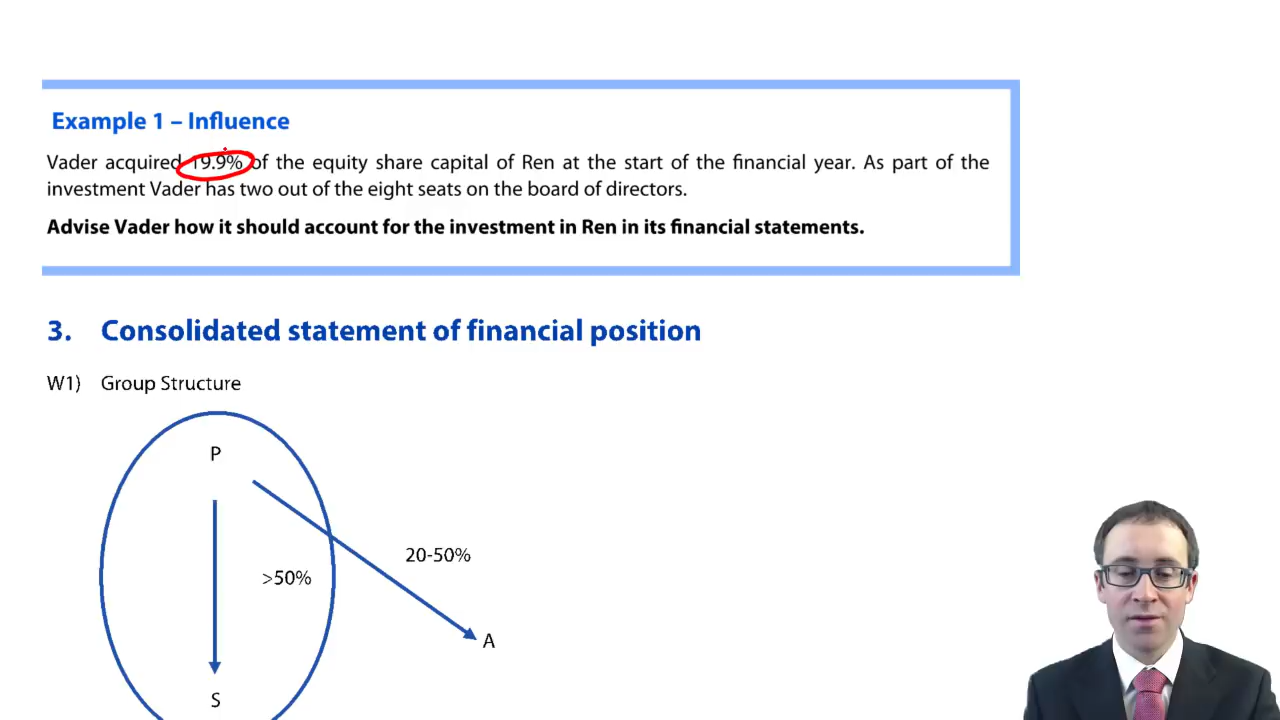 Example 1 – Influence
Vader acquired 19.9% of the equity share capital of Ren at the start of the financial year. As part of the
investment Vader has two out of the eight seats on the board of directors.
Advise Vader how it should account for the investment in Ren in its financial statements.
3. Consolidated statement of financial position
W1) Group Structure
P
20-50%
>50%
A
S